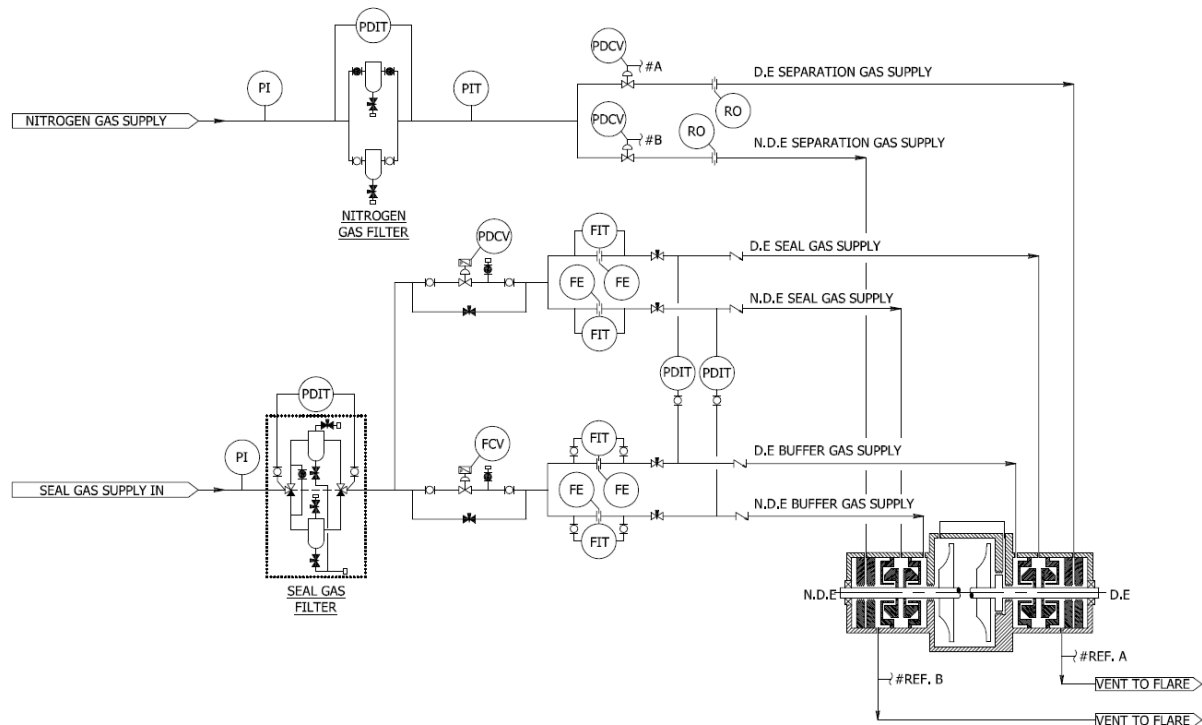 PDIT
PDCV
#A
D.E SEPARATION GAS SUPPLY
PI
PIT
RO
NITROGEN GAS SUPPLY
PDCV
RO
#B
N.D.E SEPARATION GAS SUPPLY
NITROGEN
GAS FILTER
PDCV
FIT
D.E SEAL GAS SUPPLY
FE
FE
N.D.E SEAL GAS SUPPLY
FIT
PDIT
PDIT
PDIT
FCV
FIT
D.E BUFFER GAS SUPPLY
PI
FE
FE
SEAL GAS SUPPLY IN
N.D.E BUFFER GAS SUPPLY
FIT
SEAL GAS
FILTER
N.D.E
D.E
#REF. A
#REF. B
VENT TO FLARE
VENT TO FLARE